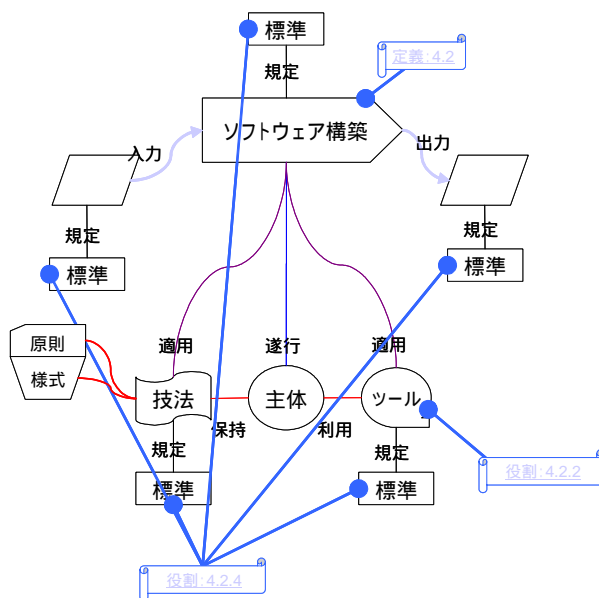 標準
規定
定義:4.2
ソフトウェア構築
入力
出力
規定
標準
規定
標準
原則
様式
適用
遂行
適用
技法
主体
ツール
保持
利用
規定
規定
標準
標準
役割:4.2.2
役割:4.2.4